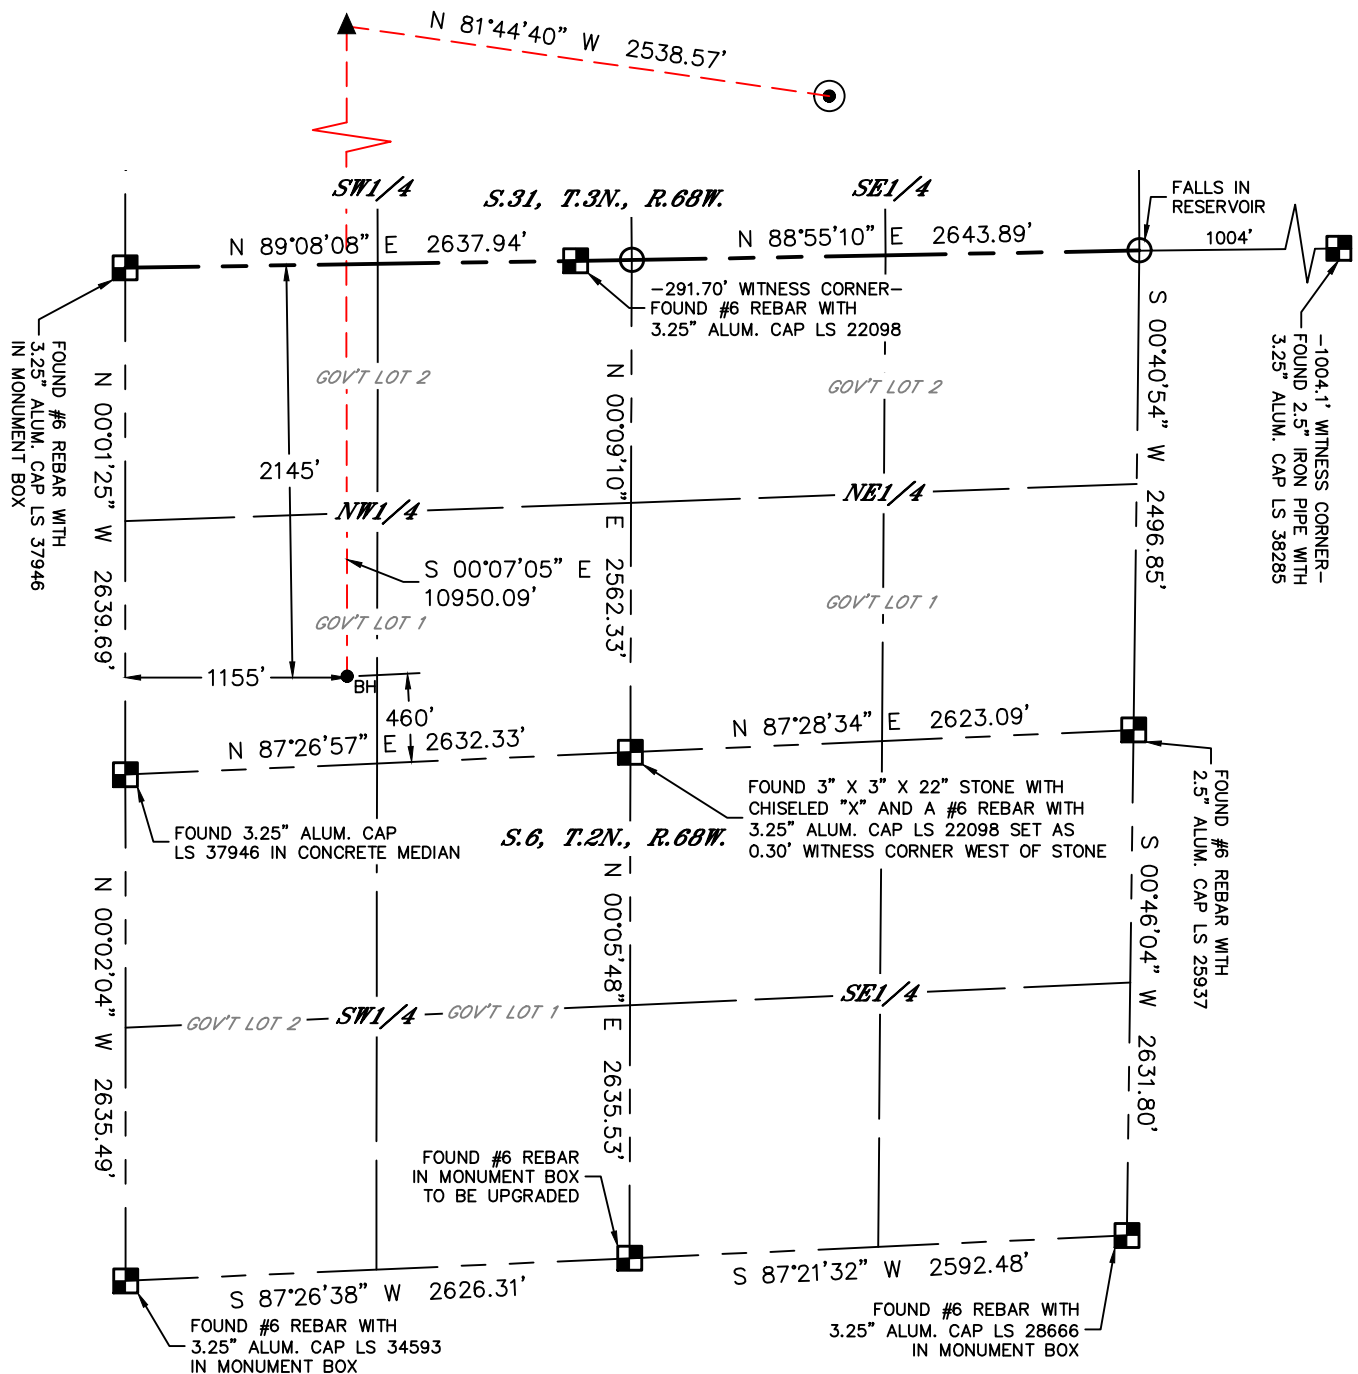 N 81°44'40" W 2538.57'
SW1/4
S.31, T.3N., R.68W.
SE1/4
FALLS IN
RESERVOIR
N 89°08'08" E 2637.94'
N 88°55'10" E 2643.89'
1004'
-291.70' WITNESS CORNER-
FOUND #6 REBAR WITH
3.25" ALUM. CAP LS 22098
FOUND #6 REBAR WITH
3.25" ALUM. CAP LS 37946
IN MONUMENT BOX
-1004.1' WITNESS CORNER-
FOUND 2.5" IRON PIPE WITH
3.25" ALUM. CAP LS 38285
N 00°01'25" W 2639.69'
GOV'T LOT 2
N 00°09'10" E 2562.33'
GOV'T LOT 2
S 00°40'54" W 2496.85'
2145'
NW1/4
NE1/4
S 00°07'05" E
10950.09'
GOV'T LOT 1
GOV'T LOT 1
1155'
BH
460'
N 87°26'57" E 2632.33'
N 87°28'34" E 2623.09'
FOUND 3" X 3" X 22" STONE WITH
CHISELED "X" AND A #6 REBAR WITH
3.25" ALUM. CAP LS 22098 SET AS
0.30' WITNESS CORNER WEST OF STONE
FOUND #6 REBAR WITH
2.5" ALUM. CAP LS 25937
FOUND 3.25" ALUM. CAP
LS 37946 IN CONCRETE MEDIAN
S.6, T.2N., R.68W.
N 00°02'04" W 2635.49'
N 00°05'48" E 2635.53'
S 00°46'04" W 2631.80'
GOV'T LOT 2
SW1/4
GOV'T LOT 1
SE1/4
FOUND #6 REBAR
IN MONUMENT BOX
TO BE UPGRADED
S 87°26'38" W 2626.31'
S 87°21'32" W 2592.48'
FOUND #6 REBAR WITH
3.25" ALUM. CAP LS 34593
IN MONUMENT BOX
FOUND #6 REBAR WITH
3.25" ALUM. CAP LS 28666
IN MONUMENT BOX